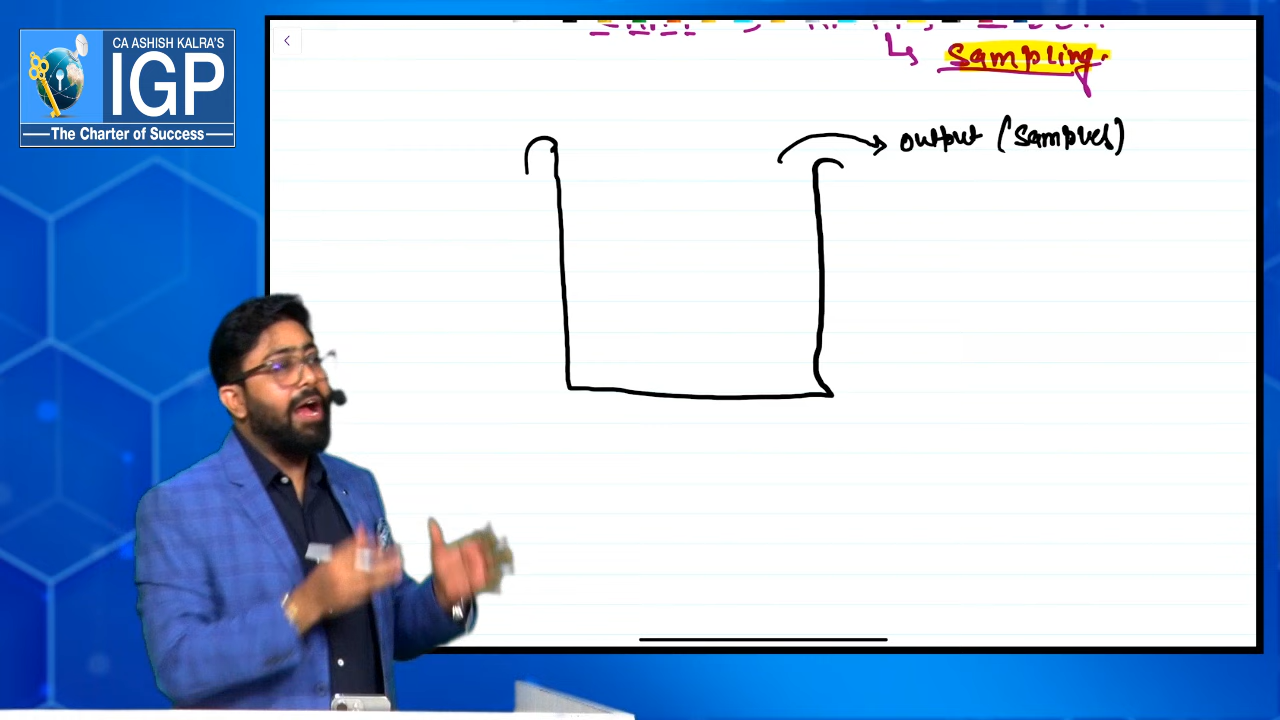 CA ASHISH KALRA'S
IGP
The Charter of Success
Sampling.
output (Samples)